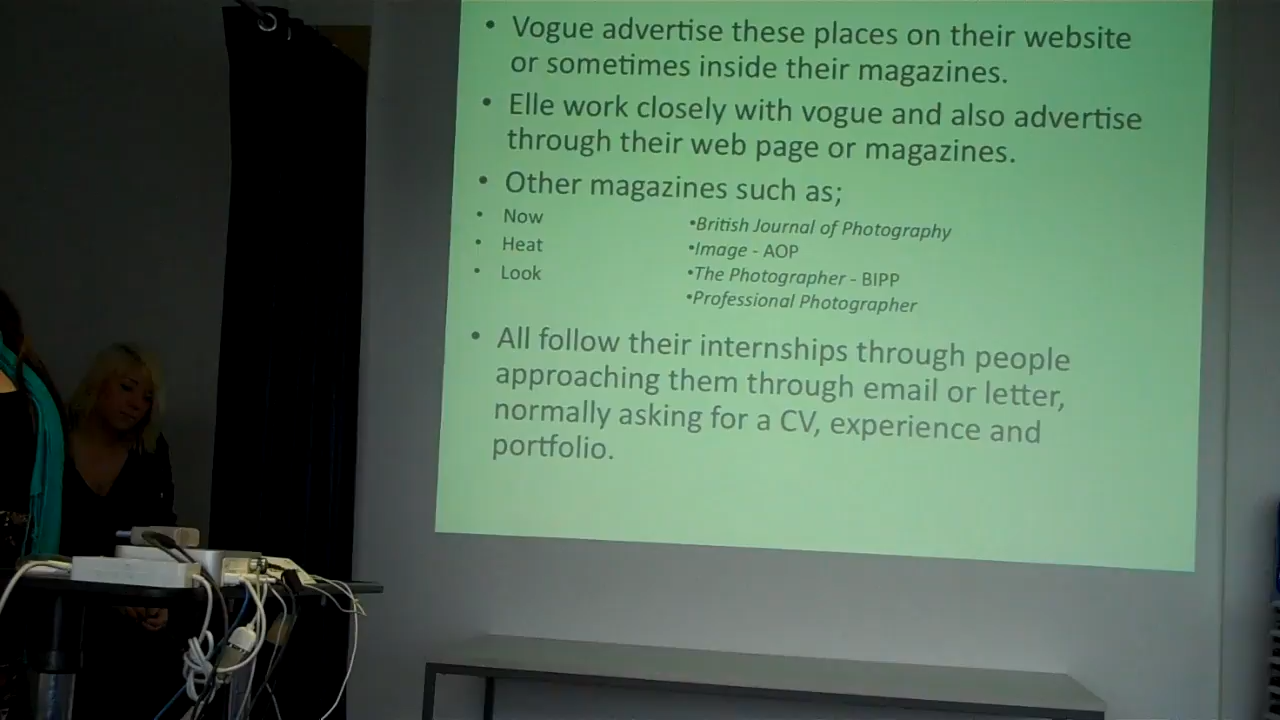 • Vogue advertise these places on their website
or sometimes inside their magazines.
• Elle work closely with vogue and also advertise
through their web page or magazines.
• Other magazines such as;
• Now
• Heat
• Look
•British Journal of Photography
•Image - AOP
•The Photographer - BIPP
•Professional Photographer
• All follow their internships through people
approaching them through email or letter,
normally asking for a CV, experience and
portfolio.